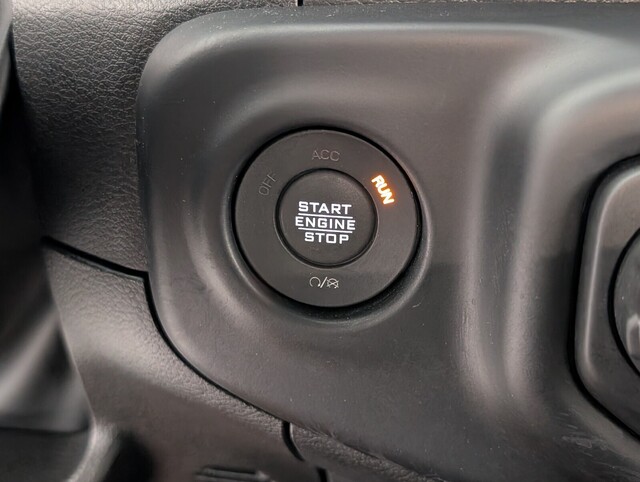 ACC
OFF
RUN
START
ENGINE
STOP